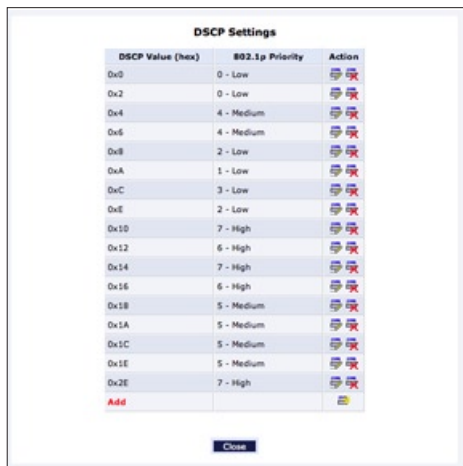 DSCP Settings
DSCP Value (hex) 802.1p Priority Action
0x0 0 - Low
0x2 0 - Low
0x4 4 - Medium
0x6 4 - Medium
0x8 2 - Low
0xA 1 - Low
0xC 3 - Low
0xE 2 - Low
0x10 7 - High
0x12 6 - High
0x14 7 - High
0x16 6 - High
0x18 5 - Medium
0x1A 5 - Medium
0x1C 5 - Medium
0x1E 5 - Medium
0x2E 7 - High
Add
Close